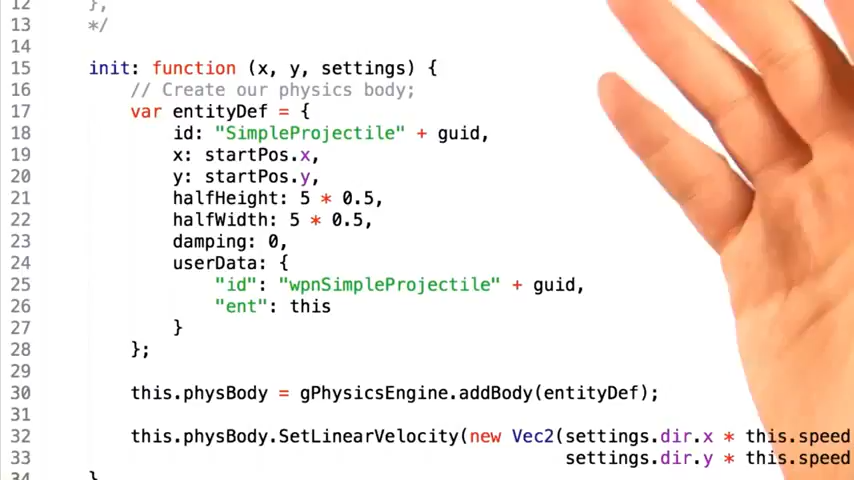 12 },
13 */
14
15 init: function (x, y, settings) {
16 // Create our physics body;
17 var entityDef = {
18 id: "SimpleProjectile" + guid,
19 x: startPos.x,
20 y: startPos.y,
21 halfHeight: 5 * 0.5,
22 halfWidth: 5 * 0.5,
23 damping: 0,
24 userData: {
25 "id": "wpnSimpleProjectile" + guid,
26 "ent": this
27 }
28 };
29
30 this.physBody = gPhysicsEngine.addBody(entityDef);
31
32 this.physBody.SetLinearVelocity(new Vec2(settings.dir.x * this.speed
33 settings.dir.y * this.speed
34 }